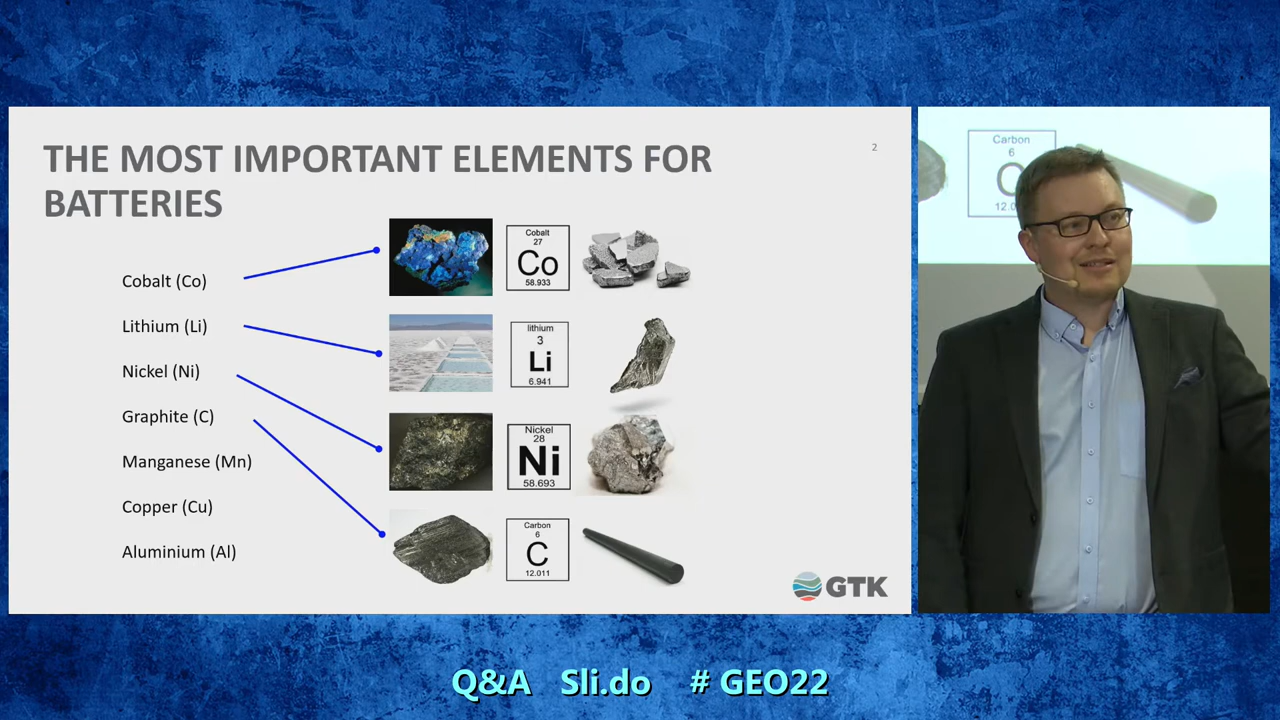 THE MOST IMPORTANT ELEMENTS FOR
BATTERIES
2
Cobalt (Co)
Lithium (Li)
Nickel (Ni)
Graphite (C)
Manganese (Mn)
Copper (Cu)
Aluminium (Al)
Cobalt
27
Co
58.933
lithium
3
Li
6.941
Nickel
28
Ni
58.693
Carbon
6
C
12.011
GTK
Carbon
6
C
12.0
Q&A Sli.do # GEO22